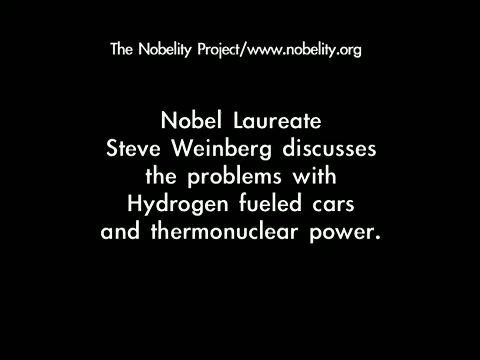 The Nobelity Project/www.nobelity.org
Nobel Laureate
Steve Weinberg discusses
the problems with
Hydrogen fueled cars
and thermonuclear power.